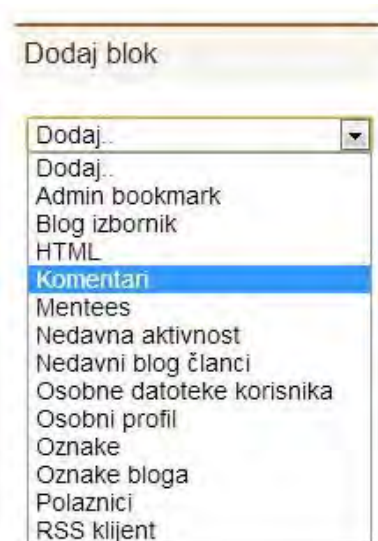 Dodaj blok
Dodaj..
Dodaj..
Admin bookmark
Blog izbornik
HTML
Komentari
Mentees
Nedavna aktivnost
Nedavni blog članci
Osobne datoteke korisnika
Osobni profil
Oznake
Oznake bloga
Polaznici
RSS klijent